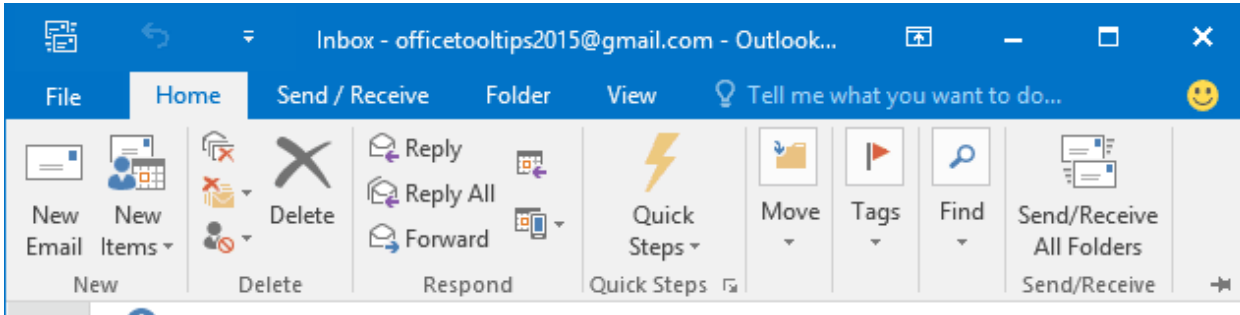 Inbox - officetooltips2015@gmail.com - Outlook...
File Home Send / Receive Folder View Tell me what you want to do...
New Email
New Items
Delete
Reply
Reply All
Forward
Quick Steps
Move
Tags
Find
Send/Receive All Folders
New Delete Respond Quick Steps Send/Receive